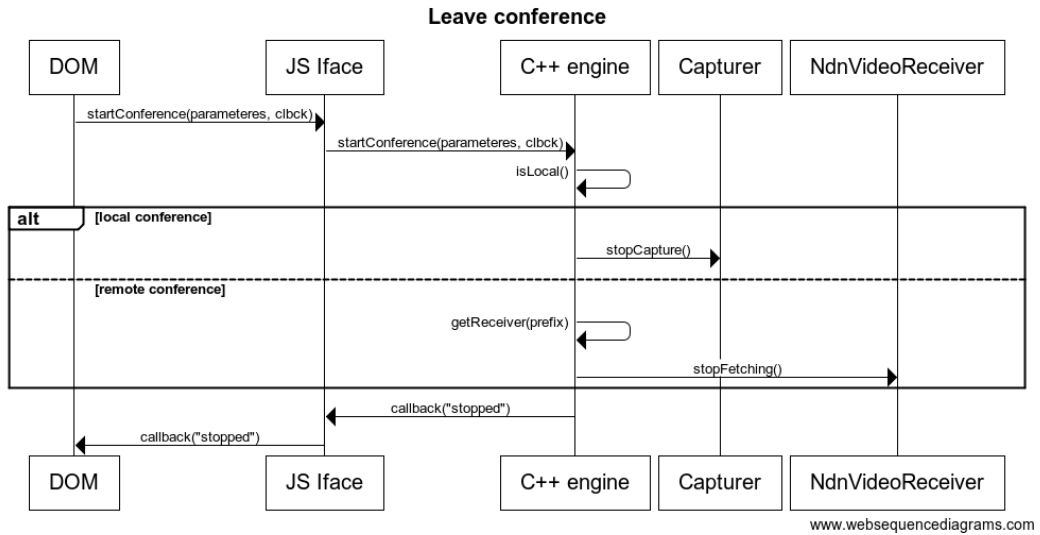 Leave conference
DOM
JS Iface
C++ engine
Capturer
NdnVideoReceiver
startConference(parameteres, clbck)
startConference(parameteres, clbck)
isLocal()
alt
[local conference]
stopCapture()
[remote conference]
getReceiver(prefix)
stopFetching()
callback("stopped")
callback("stopped")
DOM
JS Iface
C++ engine
Capturer
NdnVideoReceiver
www.websequencediagrams.com